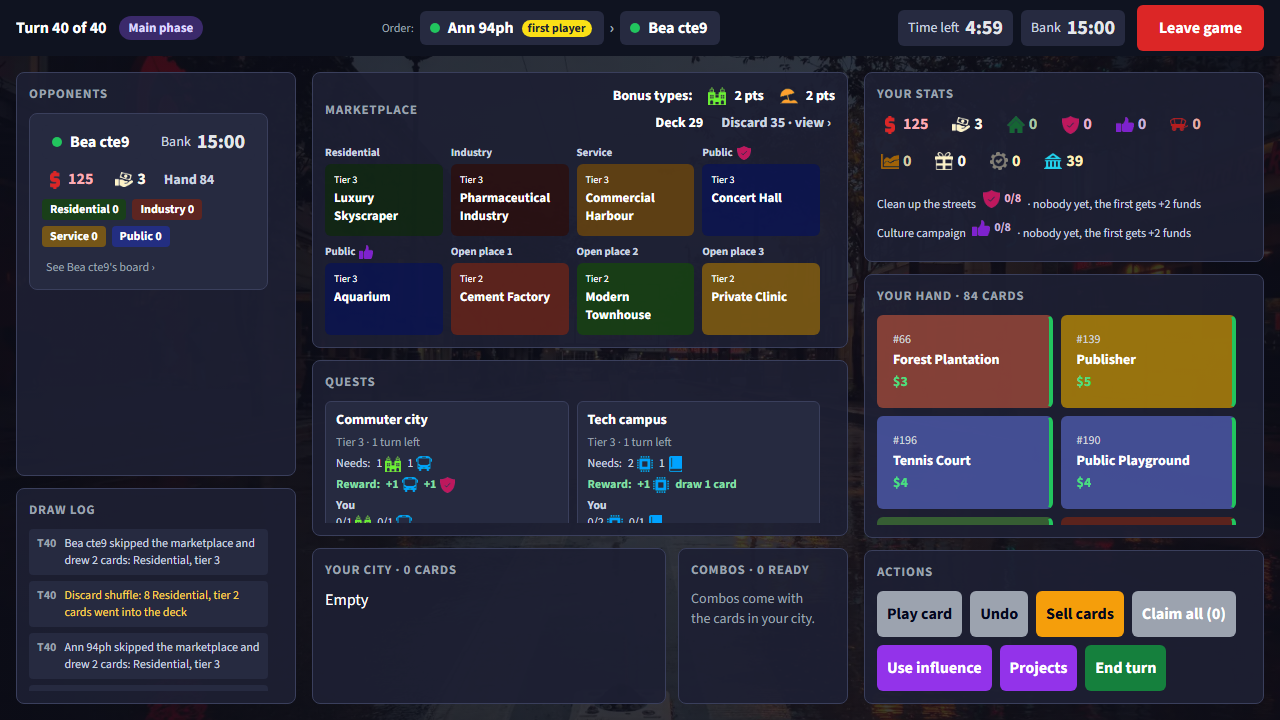 Turn 40 of 40 Main phase Order: Ann 94ph first player › Bea cte9 Time left 4:59 Bank 15:00 Leave game
OPPONENTS
Bea cte9 Bank 15:00
125 3 Hand 84
Residential 0 Industry 0
Service 0 Public 0
See Bea cte9's board ›
DRAW LOG
T40 Bea cte9 skipped the marketplace and
drew 2 cards: Residential, tier 3
T40 Discard shuffle: 8 Residential, tier 2
cards went into the deck
T40 Ann 94ph skipped the marketplace and
drew 2 cards: Residential, tier 3
MARKETPLACE
Bonus types: 2 pts 2 pts
Deck 29 Discard 35 · view ›
Residential Industry Service Public
Tier 3 Tier 3 Tier 3 Tier 3
Luxury Pharmaceutical Commercial Concert Hall
Skyscraper Industry Harbour
Public Open place 1 Open place 2 Open place 3
Tier 3 Tier 2 Tier 2 Tier 2
Aquarium Cement Factory Modern Private Clinic
Townhouse
QUESTS
Commuter city
Tier 3 · 1 turn left
Needs: 1 1
Reward: +1 +1
You
0/1 0/1
Tech campus
Tier 3 · 1 turn left
Needs: 2 1
Reward: +1 draw 1 card
You
0/2 0/1
YOUR CITY · 0 CARDS
Empty
COMBOS · 0 READY
Combos come with
the cards in your city.
YOUR STATS
125 3 0 0 0 0
0 0 0 39
Clean up the streets 0/8 · nobody yet, the first gets +2 funds
Culture campaign 0/8 · nobody yet, the first gets +2 funds
YOUR HAND · 84 CARDS
#66 #139
Forest Plantation Publisher
$3 $5
#196 #190
Tennis Court Public Playground
$4 $4
ACTIONS
Play card Undo Sell cards Claim all (0)
Use influence Projects End turn